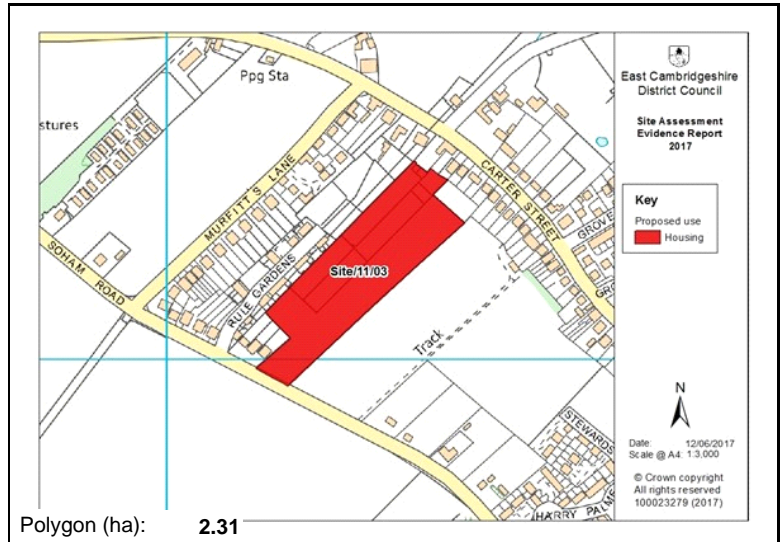 Ppg Sta
stures
MURFITT'S LANE
CARTER STREET
SOHAM ROAD
RULE GARDENS
Site/11/03
Track
GROVE
GRO
STEWARDS
HARRY PALME
East Cambridgeshire
District Council
Site Assessment
Evidence Report
2017
Key
Proposed use
Housing
N
Date: 12/06/2017
Scale @ A4: 1:3,000
© Crown copyright
All rights reserved
100023279 (2017)
Polygon (ha): 2.31